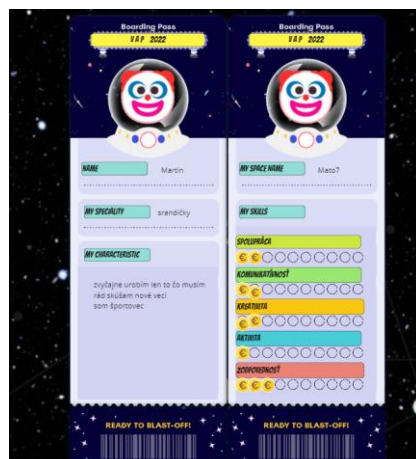 Boarding Pass
VAP 2022
NAME
Martin
MY SPECIALITY
srandičky
MY CHARACTERISTIC
zvyčajne urobím len to čo musím
rád skúšam nové veci
som športovec
READY TO BLAST-OFF!
Boarding Pass
VAP 2022
MY SPACE NAME
Mato7
MY SKILLS
SPOLUPRÁCA
KOMUNIKATÍVNOSŤ
KREATIVITA
AKTIVITA
ZODPOVEDNOSŤ
READY TO BLAST-OFF!